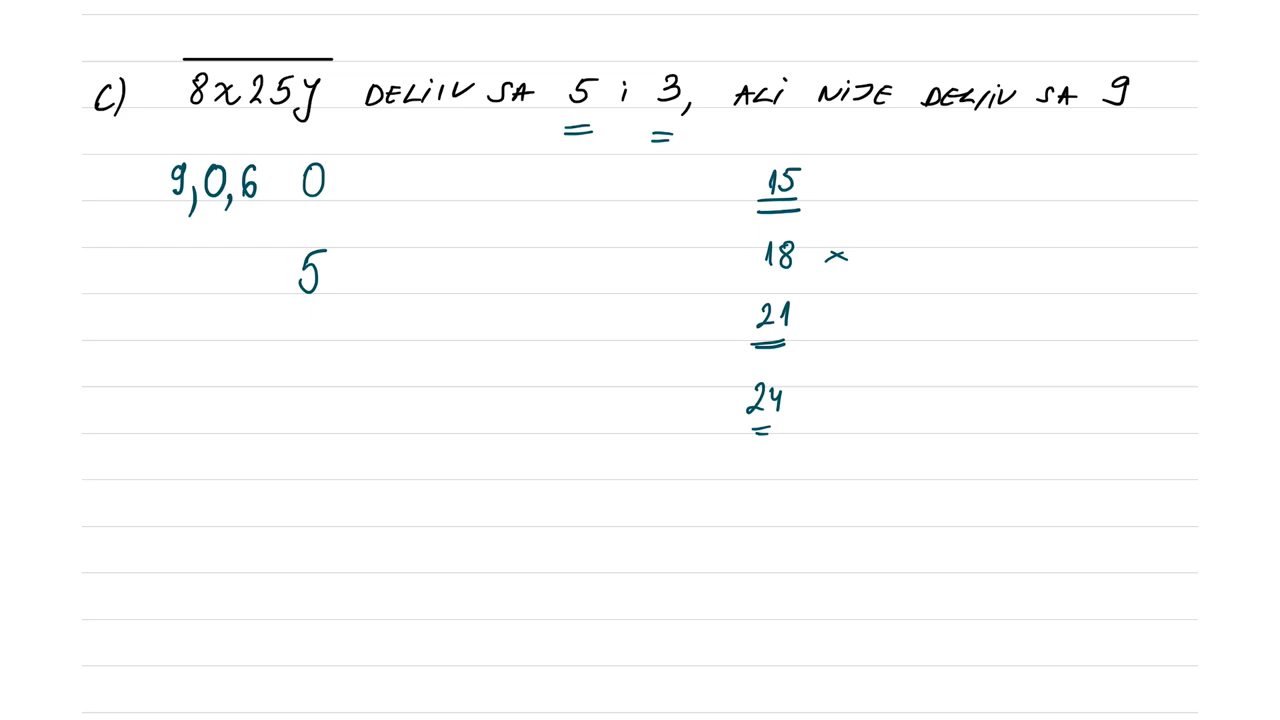 C) 8x25y DELJIV SA 5 i 3, ALI NIJE DELJIV SA 9
9,0,6 0 15
18 ×
5
21
24